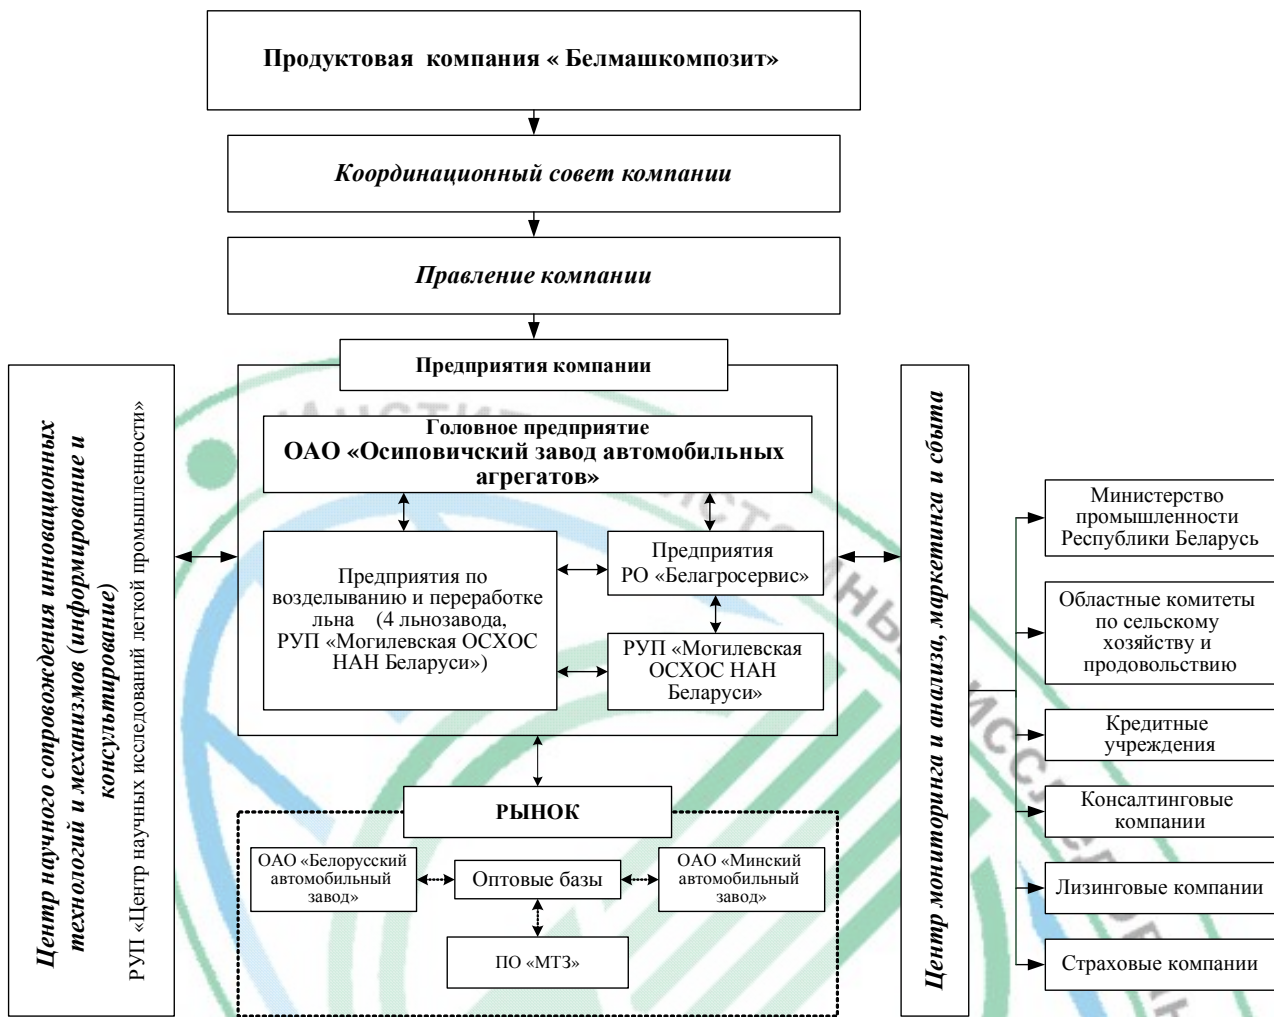 Продуктовая компания « Белмашкомпозит»
Координационный совет компании
Правление компании
Предприятия компании
Головное предприятие
ОАО «Осиповичский завод автомобильных
агрегатов»
Предприятия по
возделыванию и переработке
льна (4 льнозавода,
РУП «Могилевская ОСХОС
НАН Беларуси»)
Предприятия
РО «Белагросервис»
РУП «Могилевская
ОСХОС НАН
Беларуси»
РЫНОК
ОАО «Белорусский
автомобильный
завод»
Оптовые базы
ОАО «Минский
автомобильный
завод»
ПО «МТЗ»
Центр научного сопровождения инновационных
технологий и механизмов (информирование и
консультирование)
РУП «Центр научных исследований легкой промышленности»
Центр мониторинга и анализа, маркетинга и сбыта
Министерство
промышленности
Республики Беларусь
Областные комитеты
по сельскому
хозяйству и
продовольствию
Кредитные
учреждения
Консалтинговые
компании
Лизинговые компании
Страховые компании